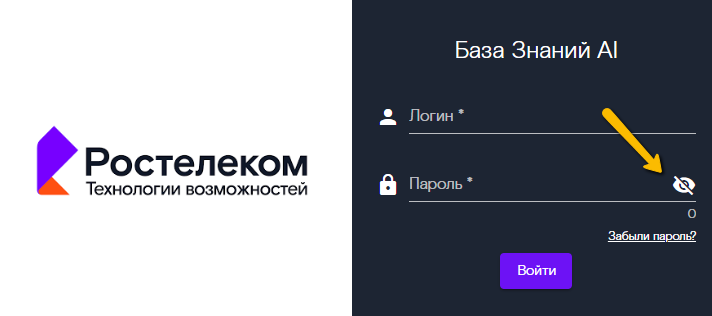 Ростелеком
Технологии возможностей
База Знаний AI
Логин *
Пароль *
0
Забыли пароль?
Войти